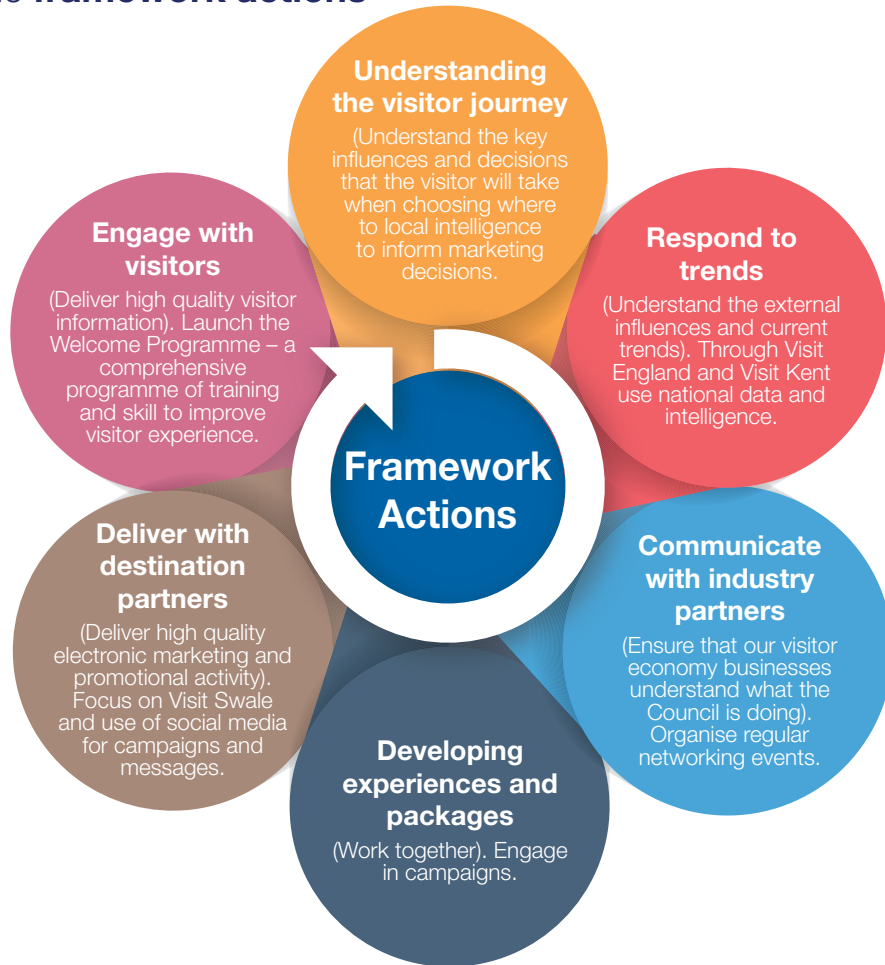 framework actions
Understanding
the visitor journey
(Understand the key
influences and decisions
that the visitor will take
when choosing where
to local intelligence
to inform marketing
decisions.
Respond to
trends
(Understand the external
influences and current
trends). Through Visit
England and Visit Kent
use national data and
intelligence.
Communicate
with industry
partners
(Ensure that our visitor
economy businesses
understand what the
Council is doing).
Organise regular
networking events.
Developing
experiences and
packages
(Work together). Engage
in campaigns.
Deliver with
destination
partners
(Deliver high quality
electronic marketing and
promotional activity).
Focus on Visit Swale
and use of social media
for campaigns and
messages.
Engage with
visitors
(Deliver high quality visitor
information). Launch the
Welcome Programme – a
comprehensive
programme of training
and skill to improve
visitor experience.
Framework
Actions